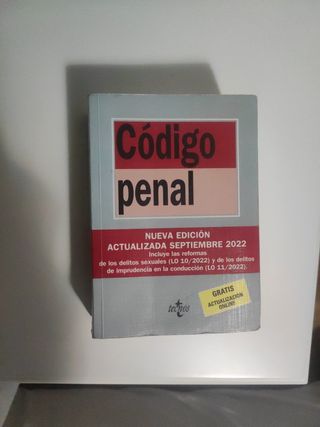 Código
penal
NUEVA EDICIÓN
ACTUALIZADA SEPTIEMBRE 2022
Incluye las reformas
de los delitos sexuales (LO 10/2022) y de los delitos
de imprudencia en la conducción (LO 11/2022).
GRATIS
ACTUALIZACIÓN
ONLINE
tecnos